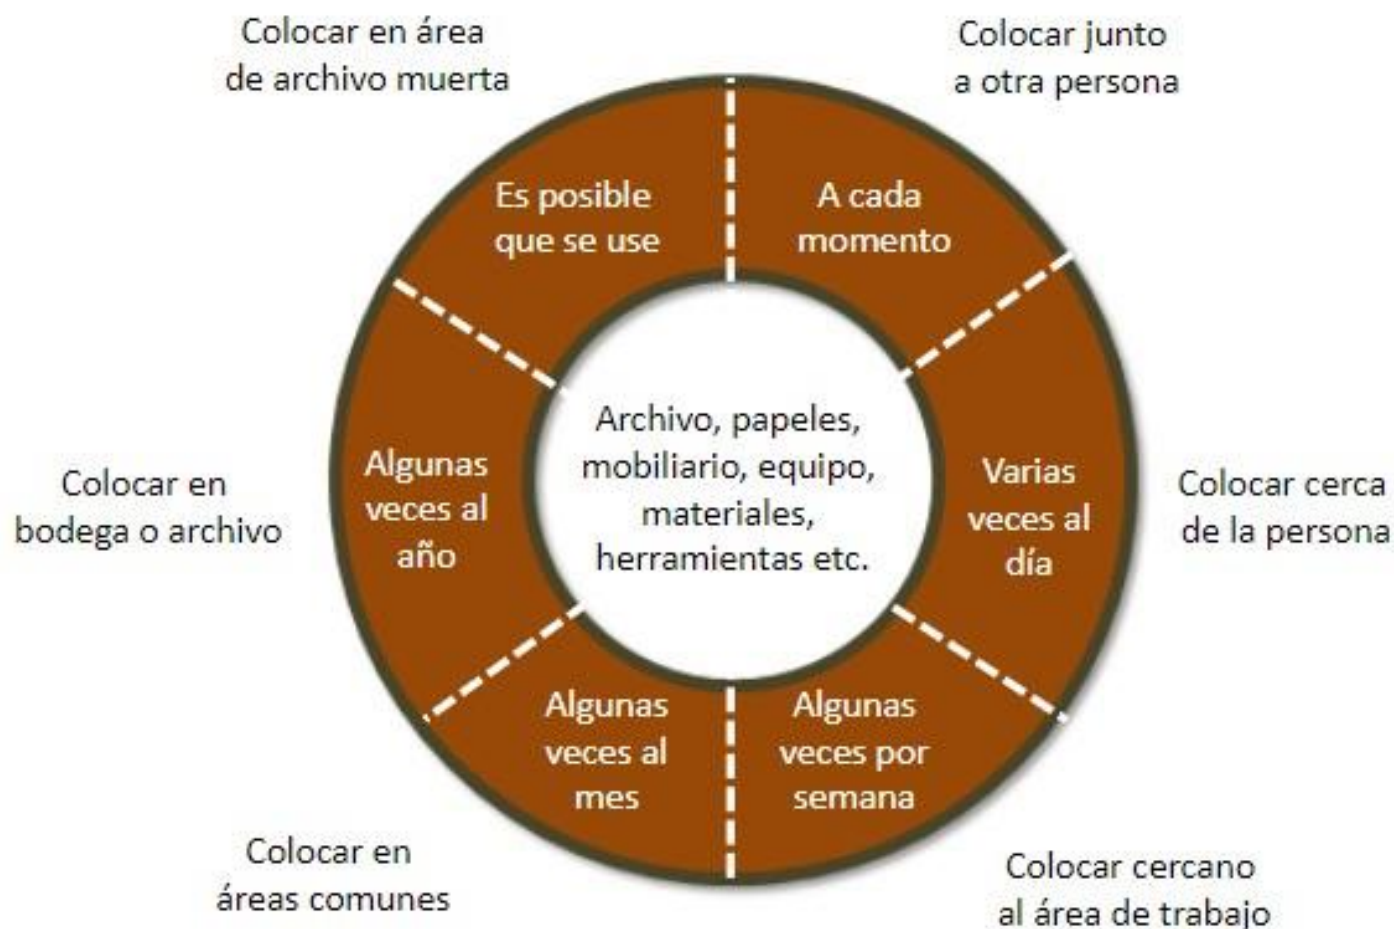 Colocar en área
de archivo muerta
Colocar junto
a otra persona
Es posible
que se use
A cada
momento
Archivo, papeles,
mobiliario, equipo,
materiales,
herramientas etc.
Algunas
veces al
año
Varias
veces al
día
Colocar en
bodega o archivo
Colocar cerca
de la persona
Algunas
veces al
mes
Algunas
veces por
semana
Colocar en
áreas comunes
Colocar cercano
al área de trabajo